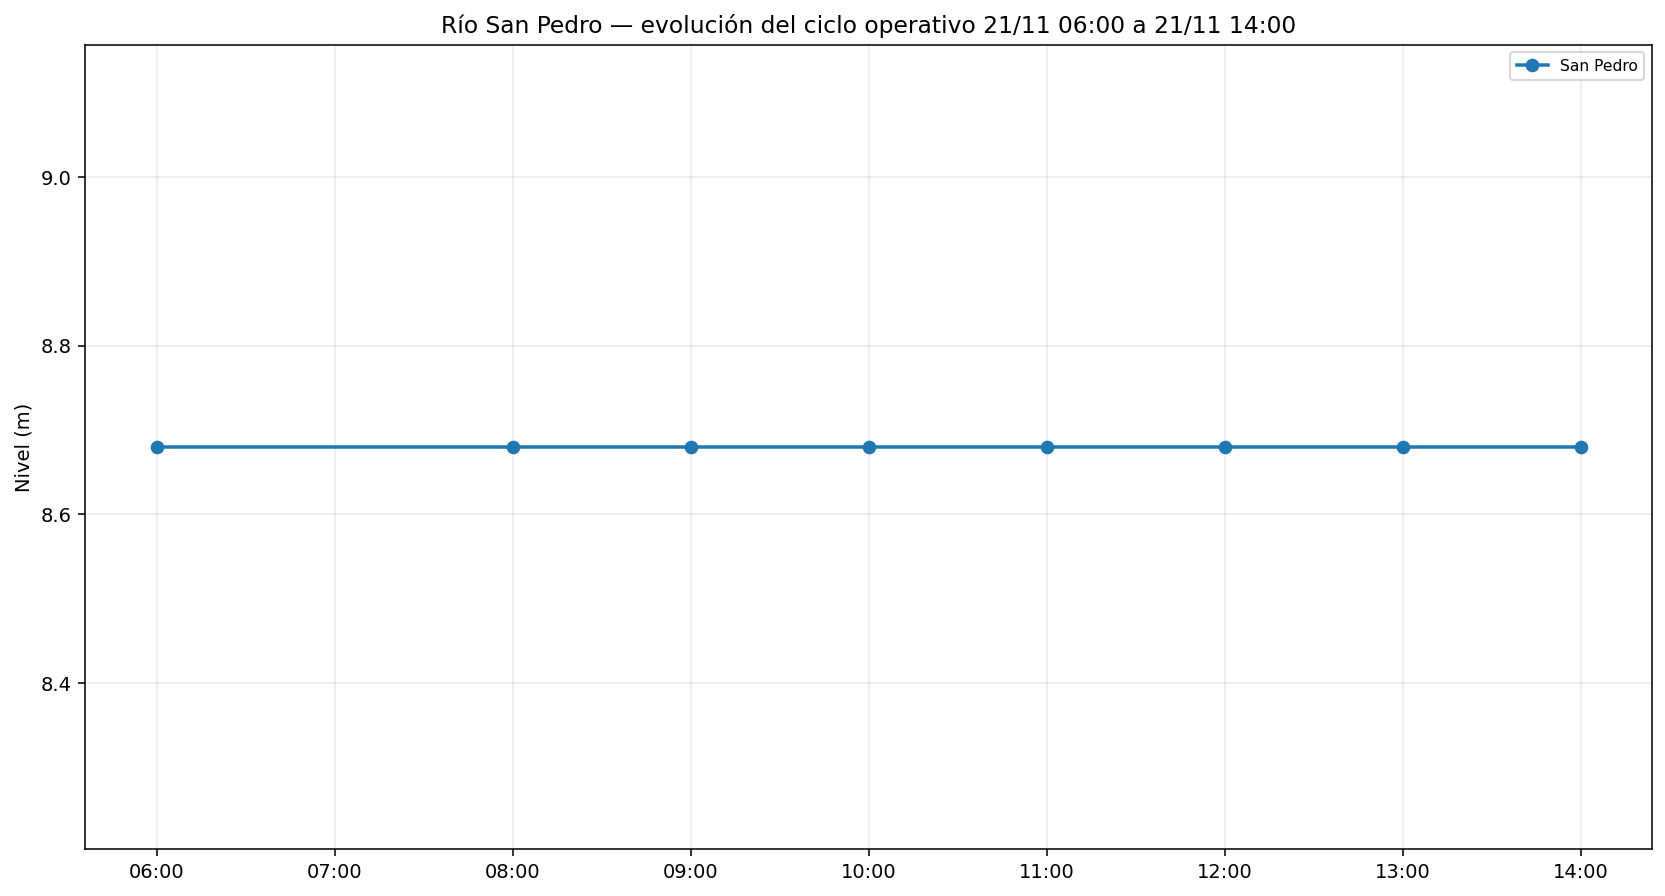 Río San Pedro — evolución del ciclo operativo 21/11 06:00 a 21/11 14:00
San Pedro
Nivel (m)
9.0
8.8
8.6
8.4
06:00 07:00 08:00 09:00 10:00 11:00 12:00 13:00 14:00